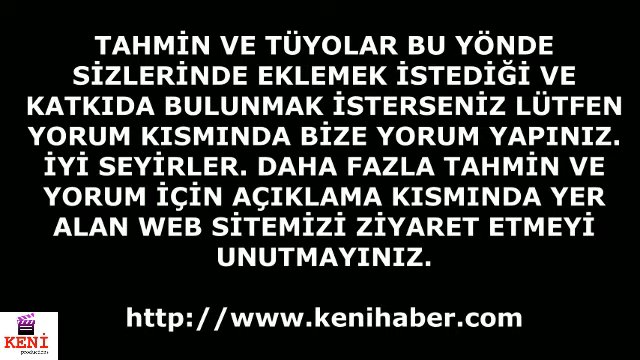 TAHMİN VE TÜYOLAR BU YÖNDE
SİZLERİNDE EKLEMEK İSTEDİĞİ VE
KATKIDA BULUNMAK İSTERSENİZ LÜTFEN
YORUM KISMINDA BİZE YORUM YAPINIZ.
İYİ SEYİRLER. DAHA FAZLA TAHMİN VE
YORUM İÇİN AÇIKLAMA KISMINDA YER
ALAN WEB SİTEMİZİ ZİYARET ETMEYİ
UNUTMAYINIZ.
http://www.kenihaber.com
KENİ
production